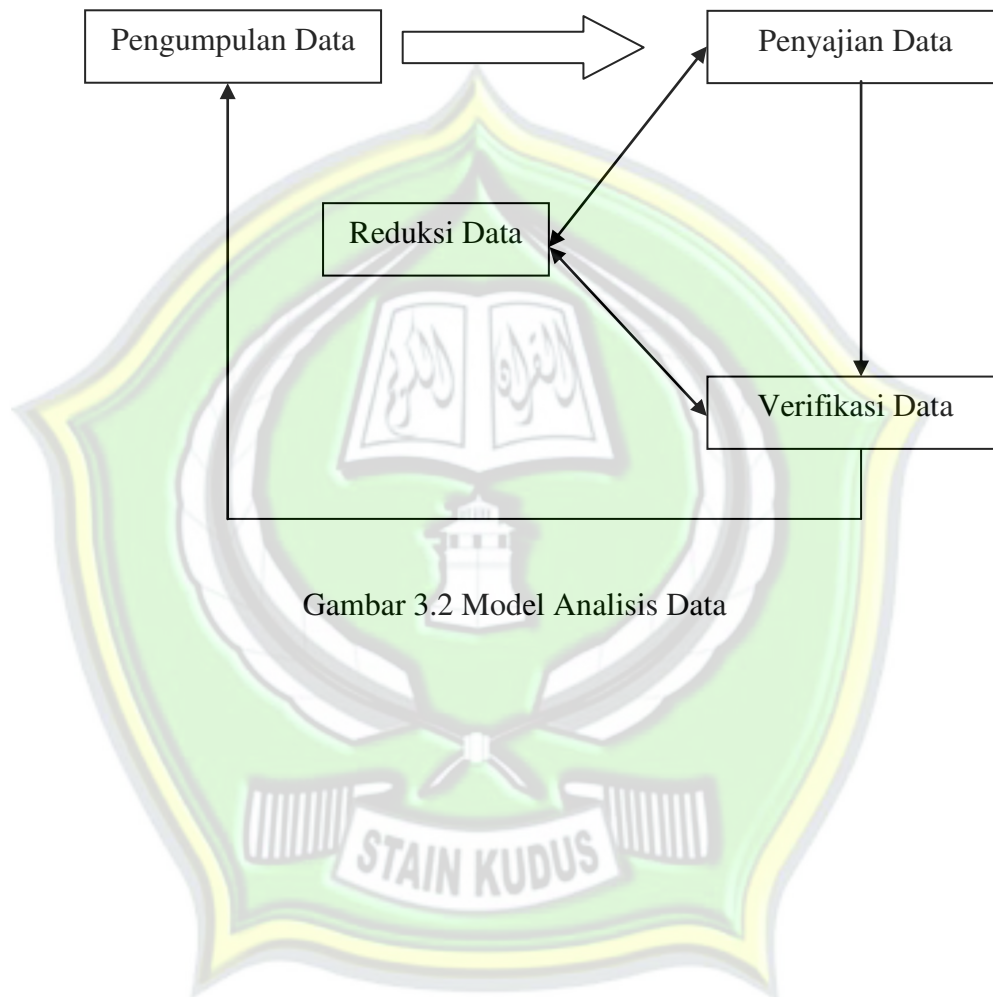 Pengumpulan Data
Penyajian Data
Reduksi Data
Verifikasi Data
Gambar 3.2 Model Analisis Data
STAIN KUDUS